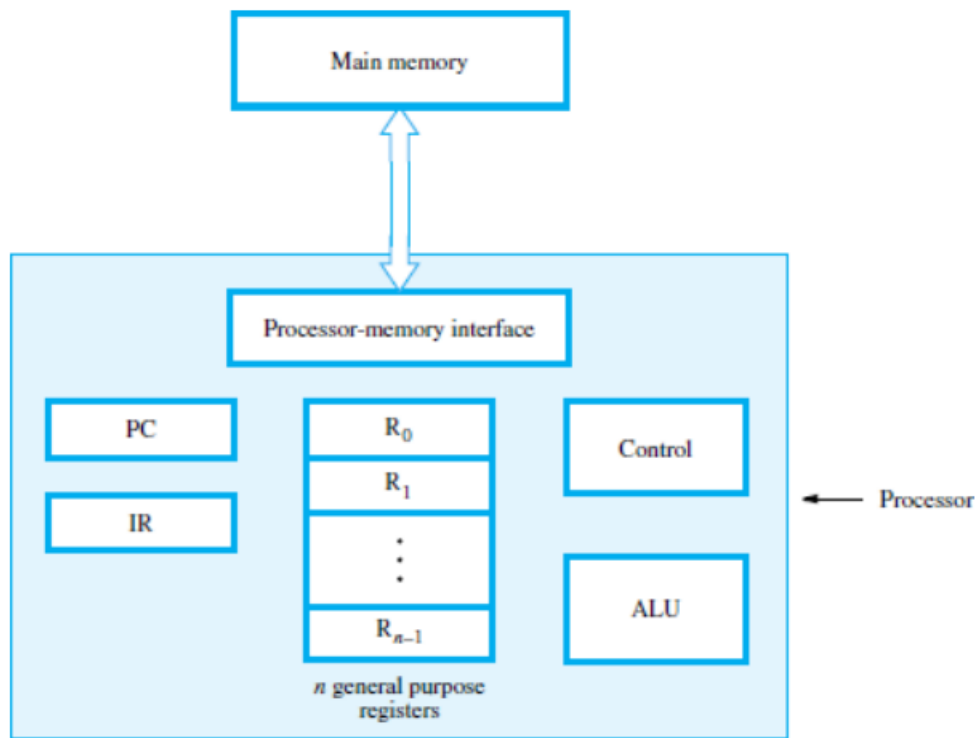 Main memory
Processor-memory interface
PC
R0
Control
R1
Processor
IR
⋮
ALU
Rn–1
n general purpose
registers